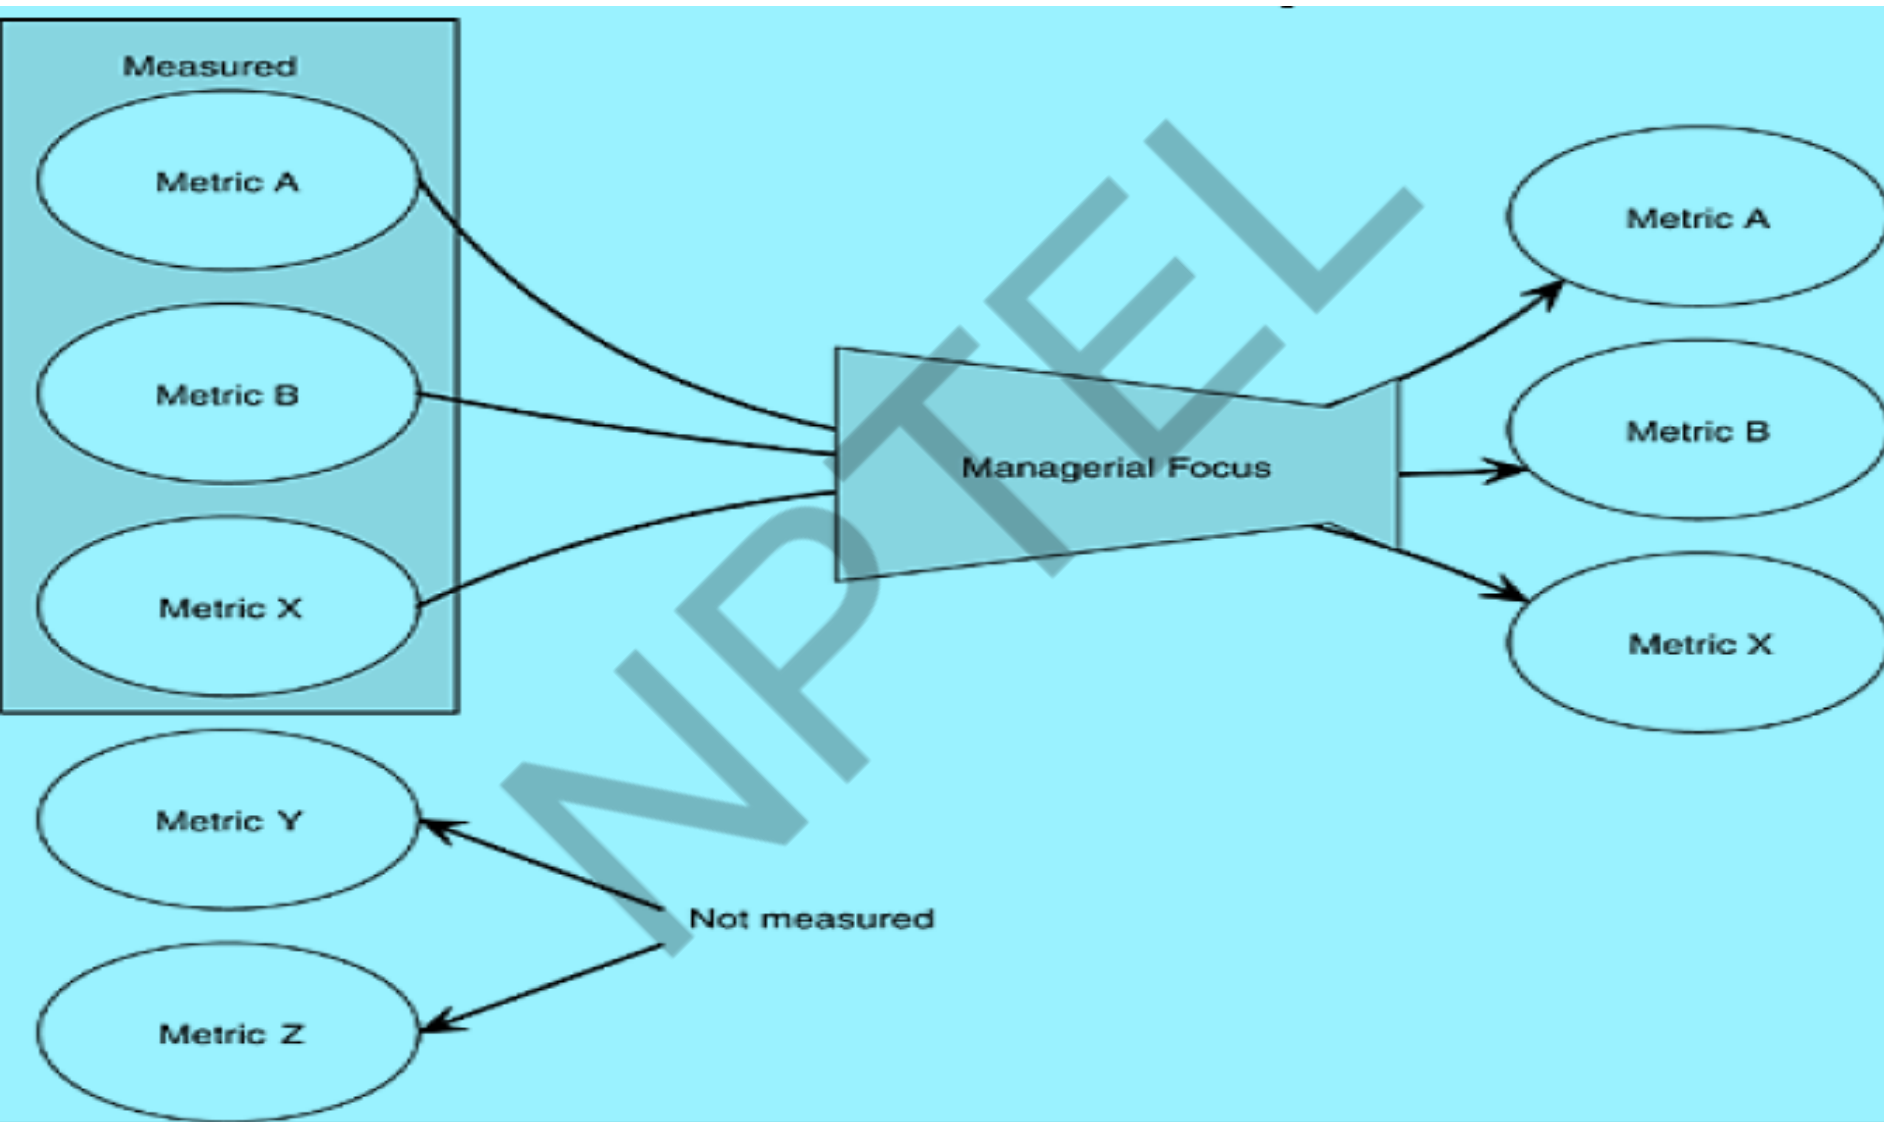 Measured
Metric A
Metric B
Metric X
Metric Y
Metric Z
Not measured
Managerial Focus
Metric A
Metric B
Metric X
NPTEL